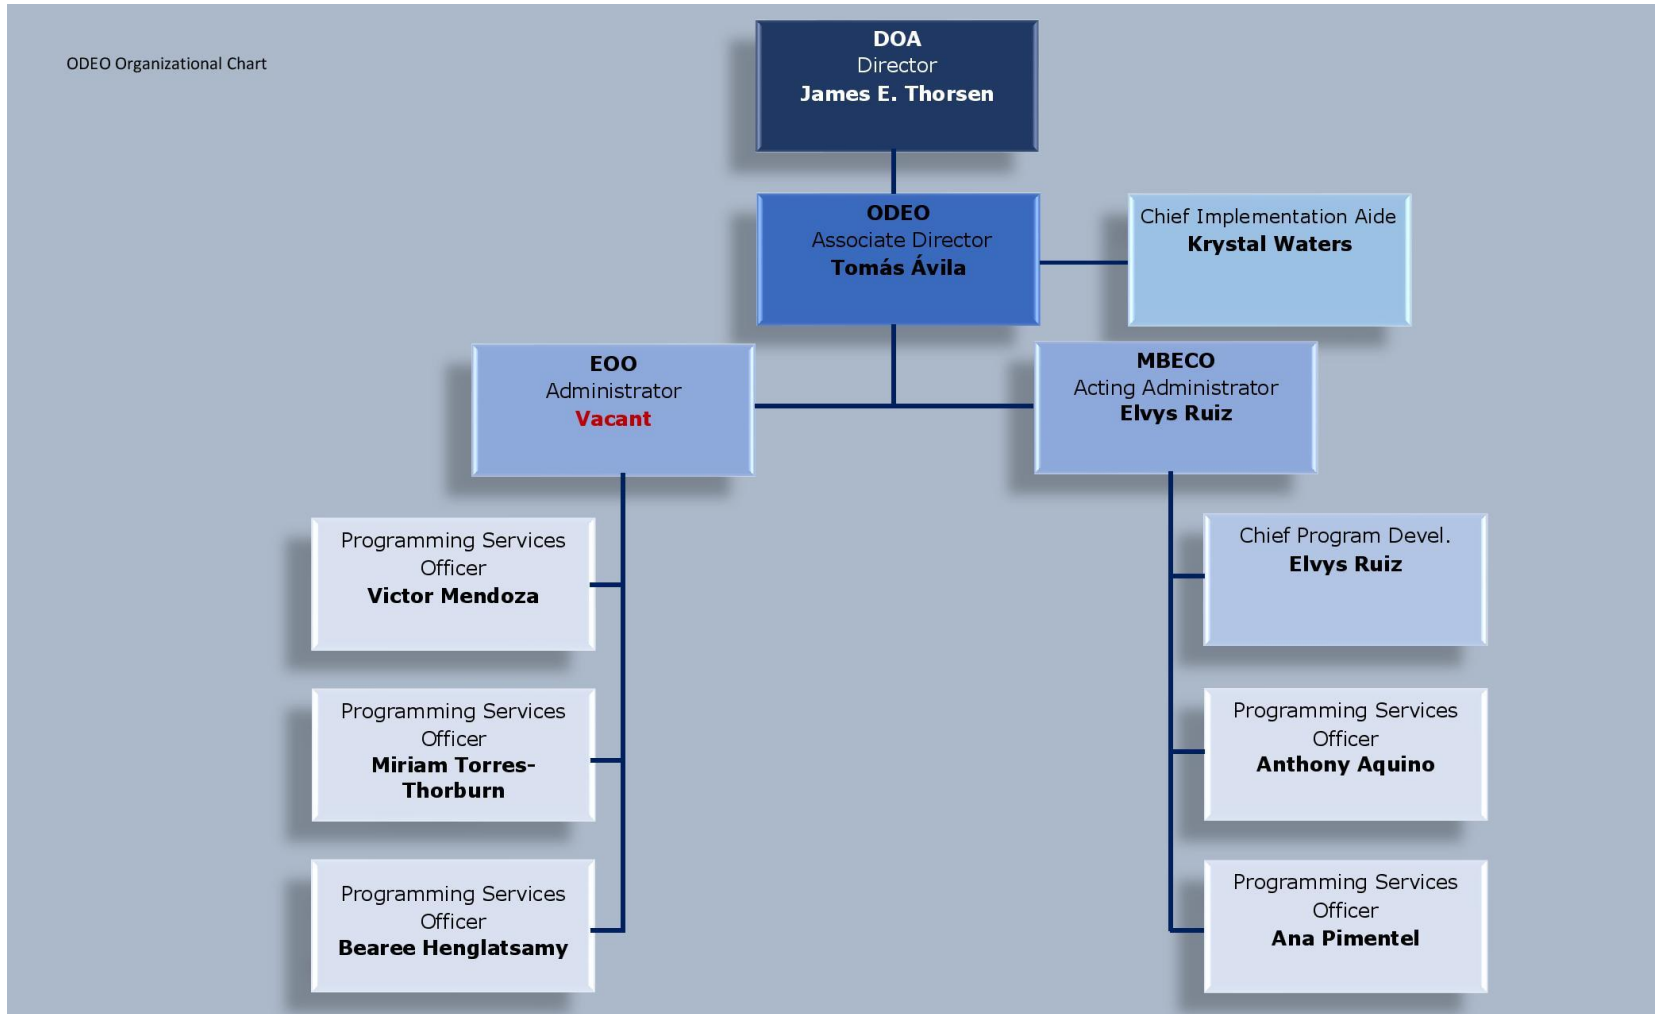 ODEO Organizational Chart
DOA
Director
James E. Thorsen
ODEO
Associate Director
Tomás Ávila
Chief Implementation Aide
Krystal Waters
EOO
Administrator
Vacant
MBECO
Acting Administrator
Elvys Ruiz
Programming Services
Officer
Victor Mendoza
Programming Services
Officer
Miriam Torres-
Thorburn
Programming Services
Officer
Bearee Henglatsamy
Chief Program Devel.
Elvys Ruiz
Programming Services
Officer
Anthony Aquino
Programming Services
Officer
Ana Pimentel